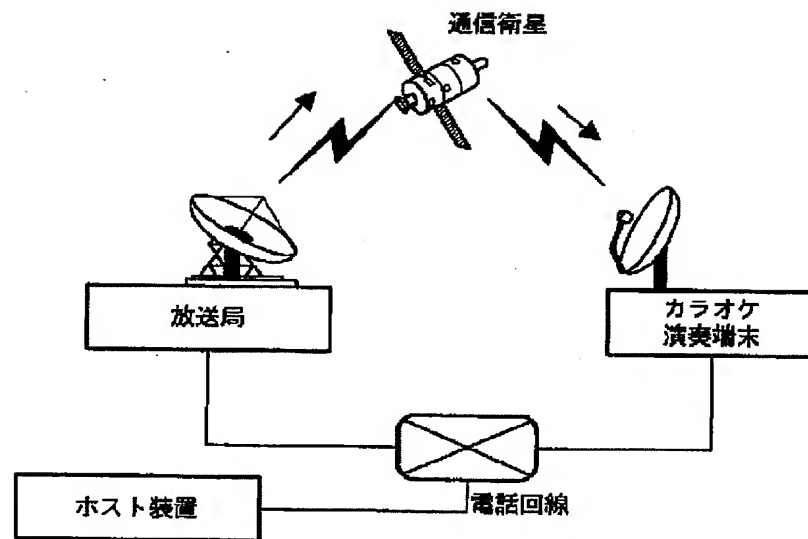 通信衛星
放送局
カラオケ
演奏端末
ホスト装置
電話回線